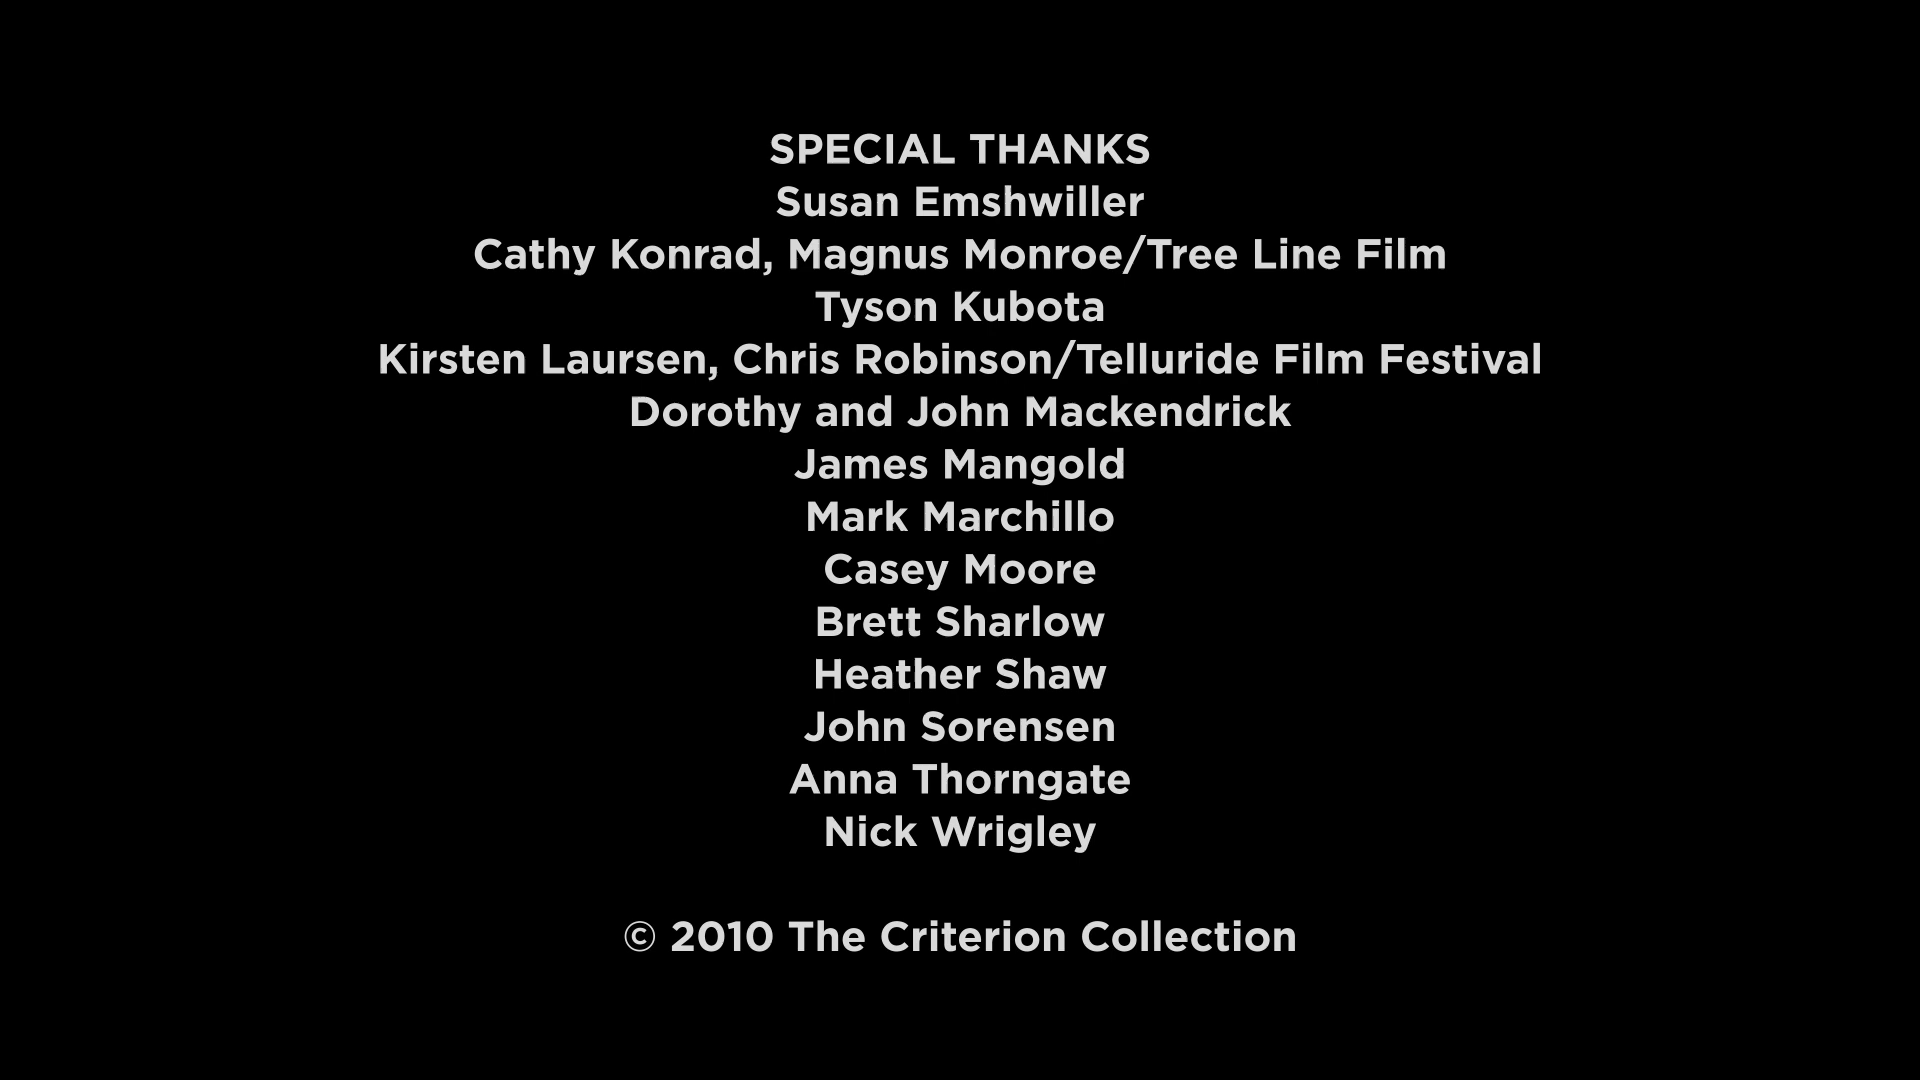 SPECIAL THANKS
Susan Emshwiller
Cathy Konrad, Magnus Monroe/Tree Line Film
Tyson Kubota
Kirsten Laursen, Chris Robinson/Telluride Film Festival
Dorothy and John Mackendrick
James Mangold
Mark Marchillo
Casey Moore
Brett Sharlow
Heather Shaw
John Sorensen
Anna Thorngate
Nick Wrigley
© 2010 The Criterion Collection